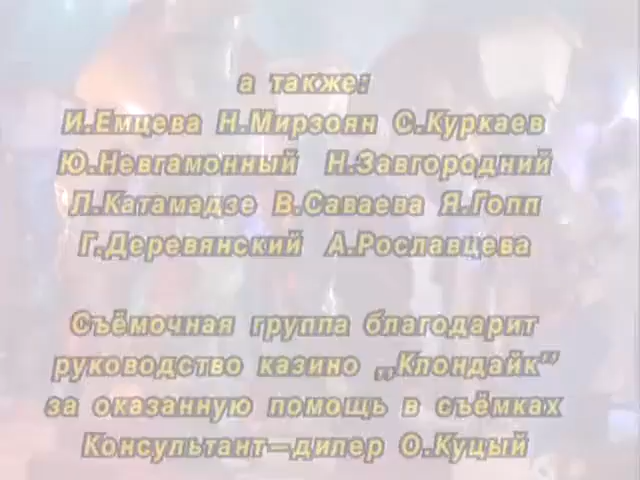 а также:
И.Емцева Н.Мирзоян С.Куркаев
Ю.Невгамонный Н.Завгородний
Л.Катамадзе В.Саваева Я.Гопп
Г.Деревянский А.Рославцева
Съёмочная группа благодарит
руководство казино „Клондайк"
за оказанную помощь в съёмках
Консультант–дилер О.Куцый